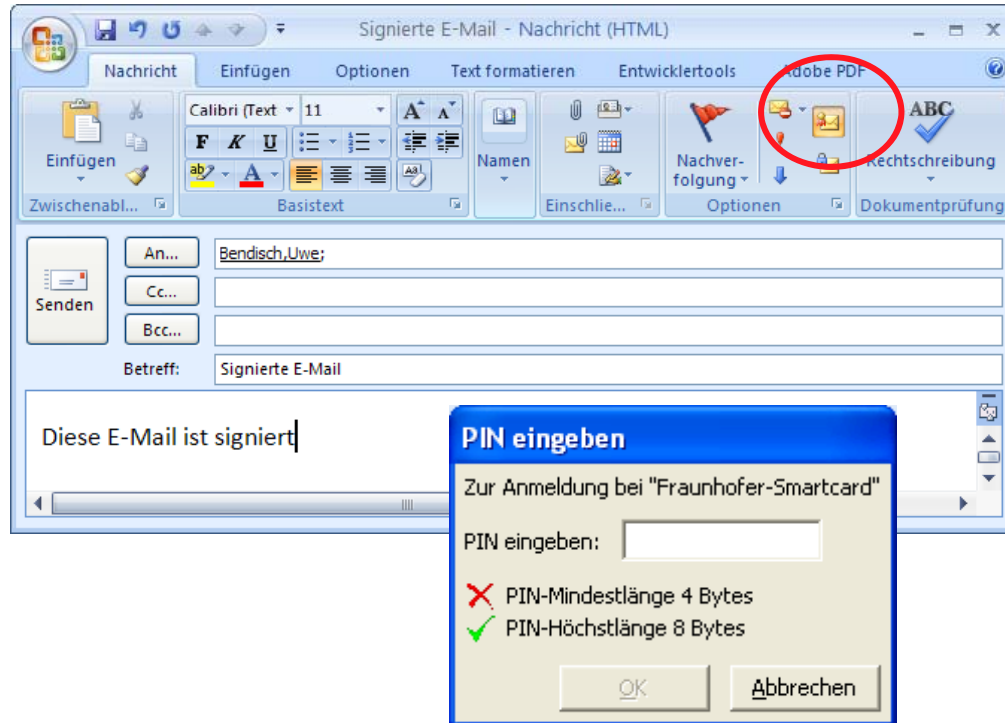 Signierte E-Mail - Nachricht (HTML)
Nachricht Einfügen Optionen Text formatieren Entwicklertools Adobe PDF
Calibri (Text 11
F K U
ab A Aa
Einfügen
Namen
Nachver-
folgung
ABC
Rechtschreibung
Zwischenabl... Basistext Einschlie... Optionen Dokumentprüfung
Senden
An... Bendisch,Uwe;
Cc...
Bcc...
Betreff: Signierte E-Mail
Diese E-Mail ist signiert
PIN eingeben
Zur Anmeldung bei "Fraunhofer-Smartcard"
PIN eingeben:
PIN-Mindestlänge 4 Bytes
PIN-Höchstlänge 8 Bytes
OK Abbrechen